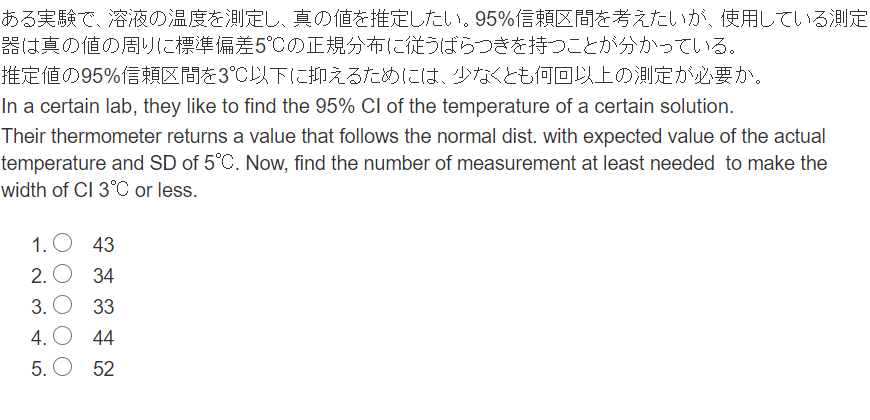 ある実験で、溶液の温度を測定し、真の値を推定したい。95%信頼区間を考えたいが、使用している測定
器は真の値の周りに標準偏差5℃の正規分布に従うばらつきを持つことが分かっている。
推定値の95%信頼区間を3℃以下に抑えるためには、少なくとも何回以上の測定が必要か。
In a certain lab, they like to find the 95% CI of the temperature of a certain solution.
Their thermometer returns a value that follows the normal dist. with expected value of the actual
temperature and SD of 5℃. Now, find the number of measurement at least needed  to make the
width of CI 3℃ or less.
1. 43
2. 34
3. 33
4. 44
5. 52